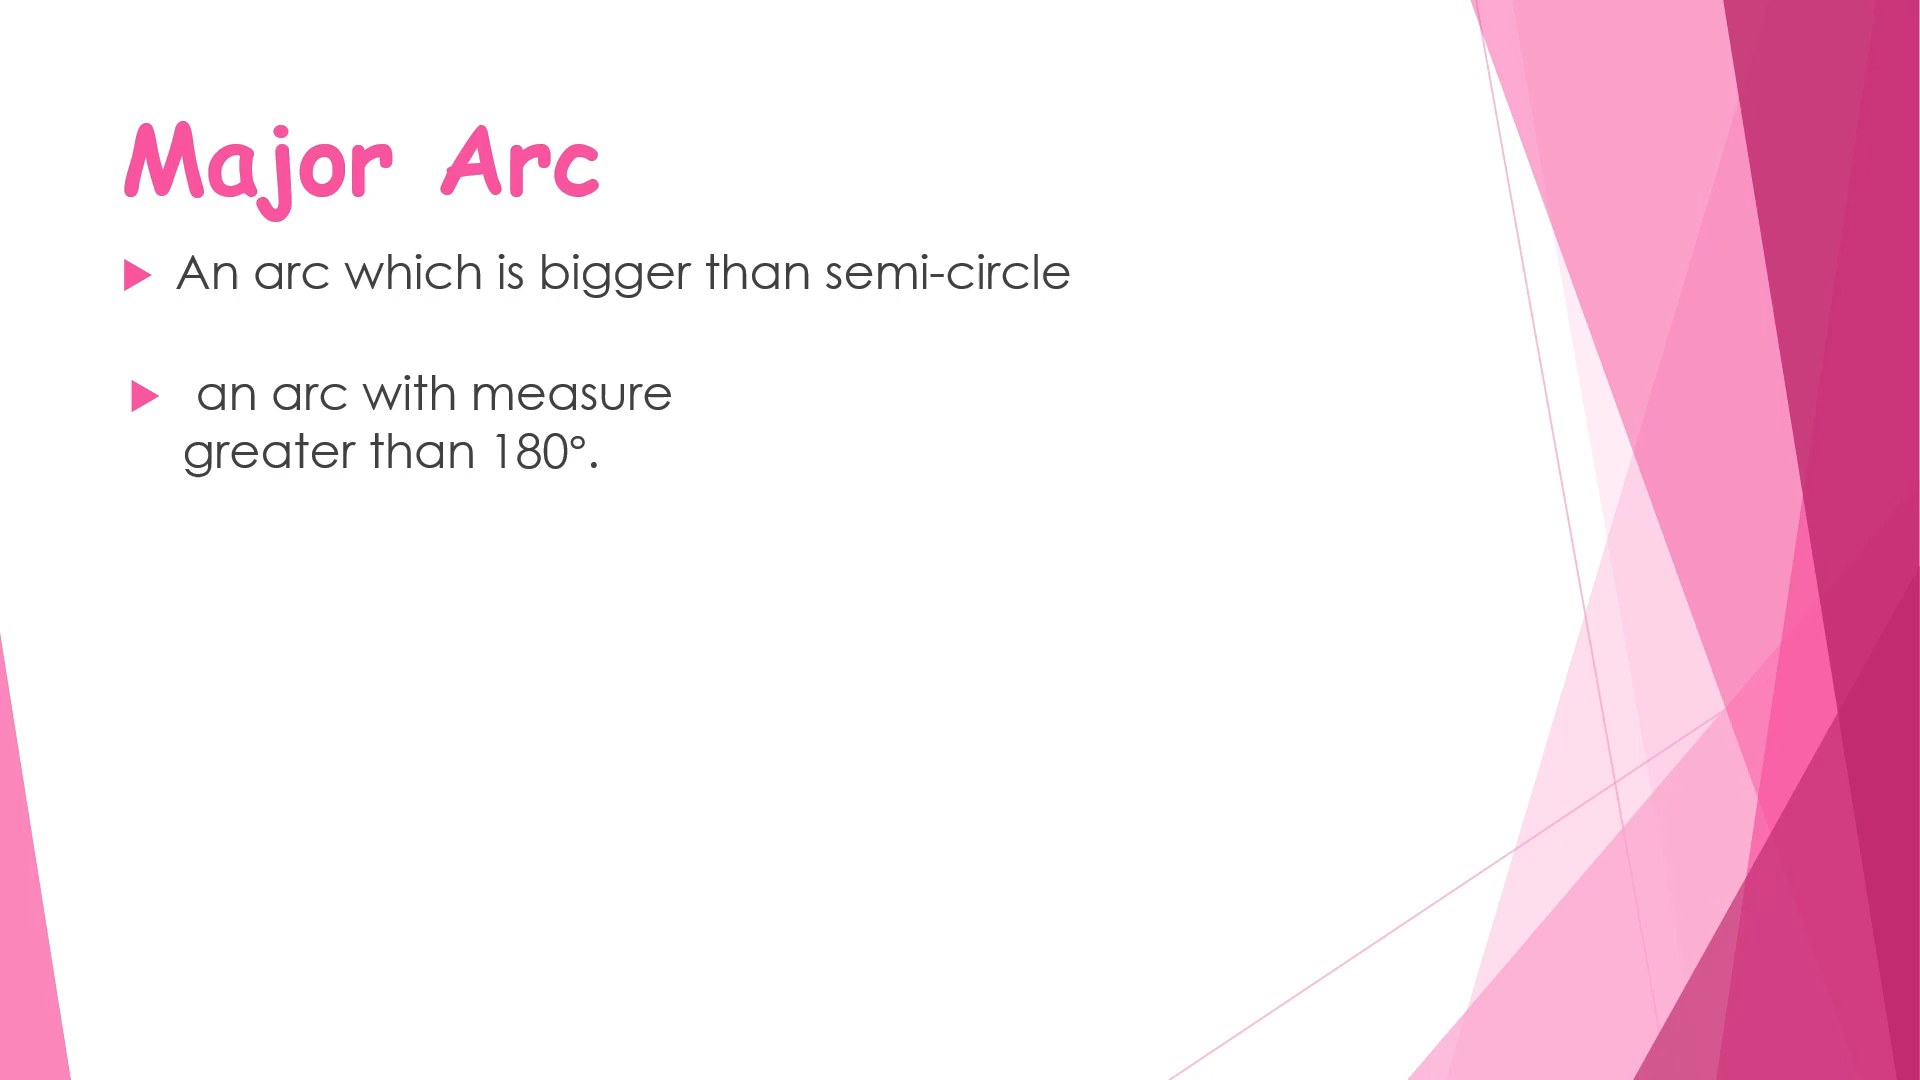 Major Arc
An arc which is bigger than semi-circle
an arc with measure
greater than 180°.